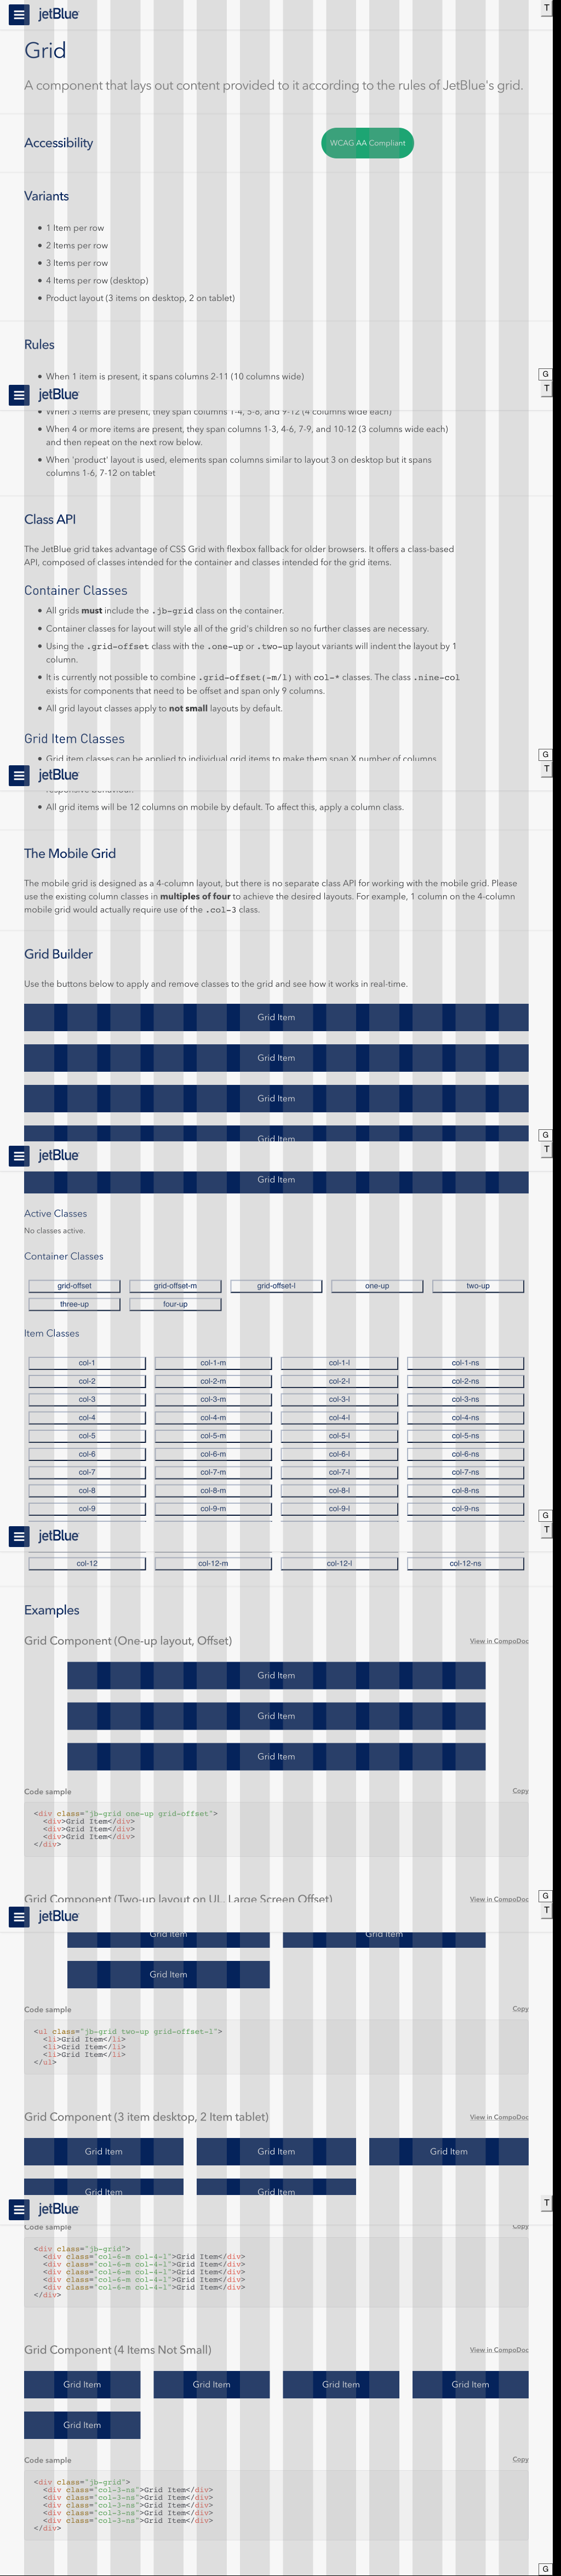 jetBlue
T
Grid
A component that lays out content provided to it according to the rules of JetBlue's grid.
Accessibility
WCAG AA Compliant
Variants
1 Item per row
2 Items per row
3 Items per row
4 Items per row (desktop)
Product layout (3 items on desktop, 2 on tablet)
Rules
When 1 item is present, it spans columns 2-11 (10 columns wide)
G
jetBlue
T
When 3 items are present, they span columns 1-4, 5-8, and 9-12 (4 columns wide each)
When 4 or more items are present, they span columns 1-3, 4-6, 7-9, and 10-12 (3 columns wide each)
and then repeat on the next row below.
When 'product' layout is used, elements span columns similar to layout 3 on desktop but it spans
columns 1-6, 7-12 on tablet
Class API
The JetBlue grid takes advantage of CSS Grid with flexbox fallback for older browsers. It offers a class-based
API, composed of classes intended for the container and classes intended for the grid items.
Container Classes
All grids must include the .jb-grid class on the container.
Container classes for layout will style all of the grid's children so no further classes are necessary.
Using the .grid-offset class with the .one-up or .two-up layout variants will indent the layout by 1
column.
It is currently not possible to combine .grid-offset(-m/l) with col-* classes. The class .nine-col
exists for components that need to be offset and span only 9 columns.
All grid layout classes apply to not small layouts by default.
Grid Item Classes
G
Grid item classes can be applied to individual grid items to make them span X number of columns
jetBlue
T
responsive behaviour.
All grid items will be 12 columns on mobile by default. To affect this, apply a column class.
The Mobile Grid
The mobile grid is designed as a 4-column layout, but there is no separate class API for working with the mobile grid. Please
use the existing column classes in multiples of four to achieve the desired layouts. For example, 1 column on the 4-column
mobile grid would actually require use of the .col-3 class.
Grid Builder
Use the buttons below to apply and remove classes to the grid and see how it works in real-time.
Grid Item
Grid Item
Grid Item
Grid Item
G
jetBlue
T
Grid Item
Active Classes
No classes active.
Container Classes
grid-offset grid-offset-m grid-offset-l one-up two-up
three-up four-up
Item Classes
col-1 col-1-m col-1-l col-1-ns
col-2 col-2-m col-2-l col-2-ns
col-3 col-3-m col-3-l col-3-ns
col-4 col-4-m col-4-l col-4-ns
col-5 col-5-m col-5-l col-5-ns
col-6 col-6-m col-6-l col-6-ns
col-7 col-7-m col-7-l col-7-ns
col-8 col-8-m col-8-l col-8-ns
col-9 col-9-m col-9-l col-9-ns
G
jetBlue
T
col-12 col-12-m col-12-l col-12-ns
Examples
Grid Component (One-up layout, Offset) View in CompoDoc
Grid Item
Grid Item
Grid Item
Code sample Copy
<div class="jb-grid one-up grid-offset">
<div>Grid Item</div>
<div>Grid Item</div>
<div>Grid Item</div>
</div>
Grid Component (Two-up layout on UL, Large Screen Offset) View in CompoDoc
G
jetBlue
T
Grid Item Grid Item
Grid Item
Code sample Copy
<ul class="jb-grid two-up grid-offset-l">
<li>Grid Item</li>
<li>Grid Item</li>
<li>Grid Item</li>
</ul>
Grid Component (3 item desktop, 2 Item tablet) View in CompoDoc
Grid Item Grid Item Grid Item
Grid Item Grid Item
jetBlue
T
Code sample Copy
<div class="jb-grid">
<div class="col-6-m col-4-l">Grid Item</div>
<div class="col-6-m col-4-l">Grid Item</div>
<div class="col-6-m col-4-l">Grid Item</div>
<div class="col-6-m col-4-l">Grid Item</div>
<div class="col-6-m col-4-l">Grid Item</div>
</div>
Grid Component (4 Items Not Small) View in CompoDoc
Grid Item Grid Item Grid Item Grid Item
Grid Item
Code sample Copy
<div class="jb-grid">
<div class="col-3-ns">Grid Item</div>
<div class="col-3-ns">Grid Item</div>
<div class="col-3-ns">Grid Item</div>
<div class="col-3-ns">Grid Item</div>
<div class="col-3-ns">Grid Item</div>
</div>
G